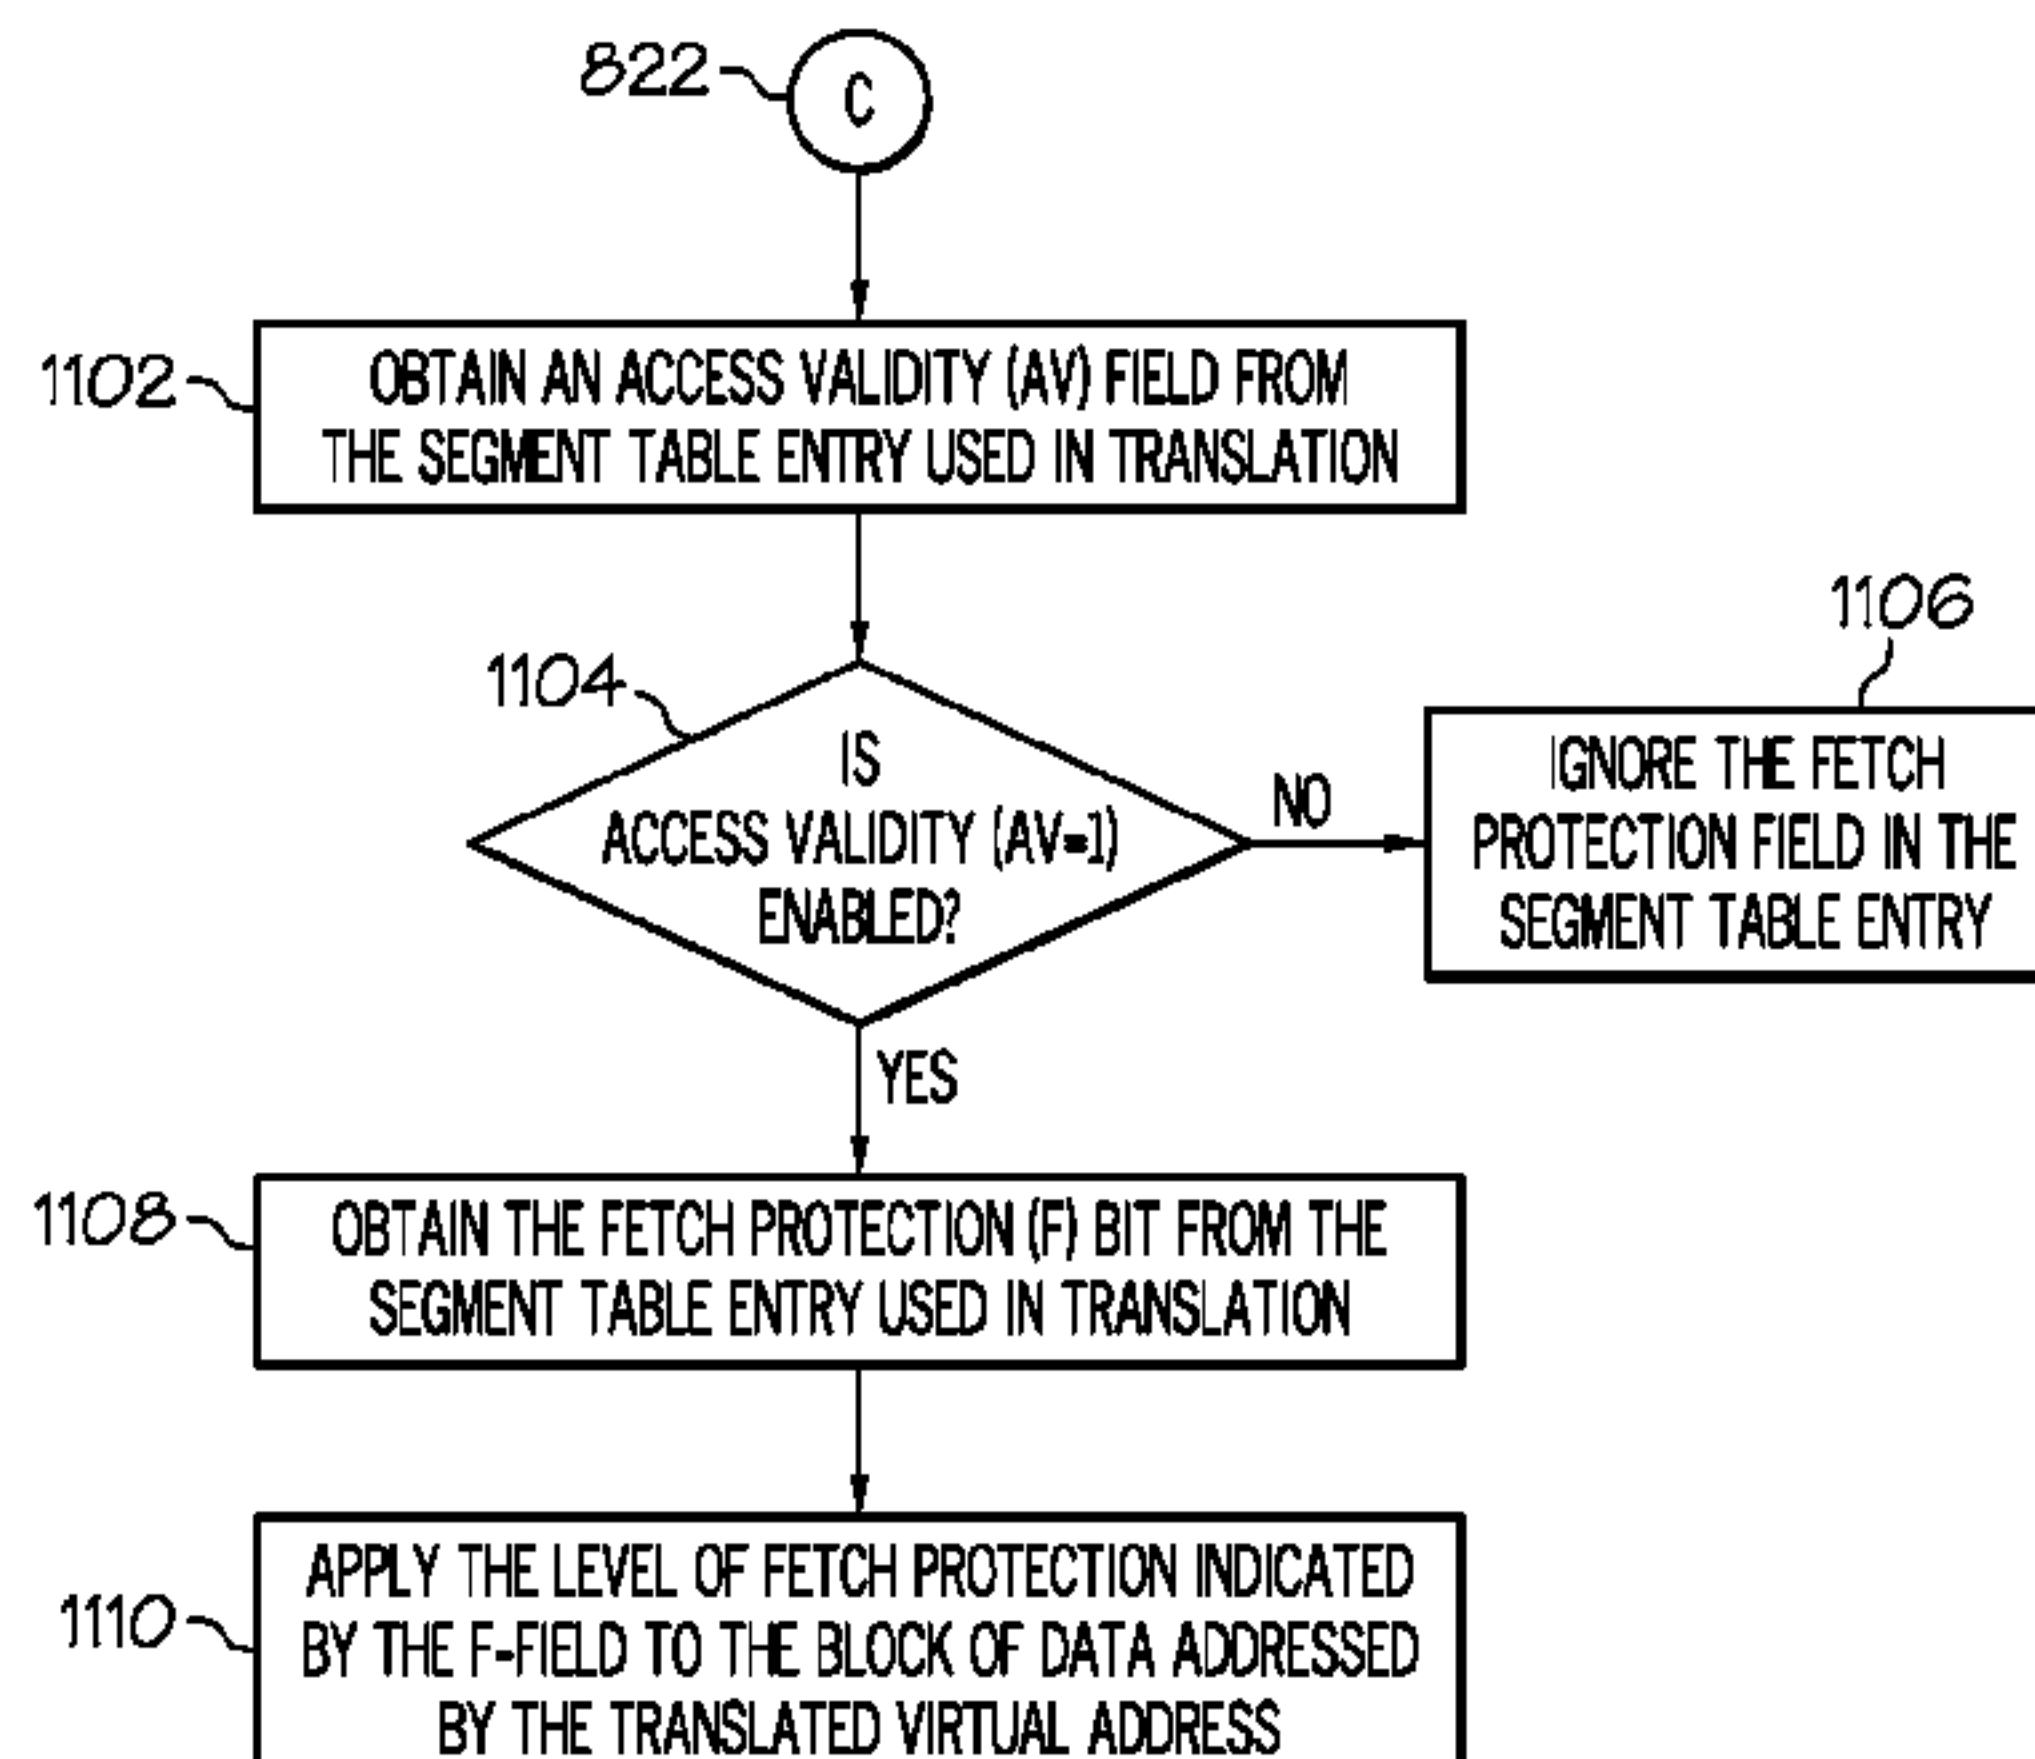 822
C
1102
OBTAIN AN ACCESS VALIDITY (AV) FIELD FROM
THE SEGMENT TABLE ENTRY USED IN TRANSLATION
1104
IS
ACCESS VALIDITY (AV=1)
ENABLED?
NO
1106
IGNORE THE FETCH
PROTECTION FIELD IN THE
SEGMENT TABLE ENTRY
YES
1108
OBTAIN THE FETCH PROTECTION (F) BIT FROM THE
SEGMENT TABLE ENTRY USED IN TRANSLATION
1110
APPLY THE LEVEL OF FETCH PROTECTION INDICATED
BY THE F-FIELD TO THE BLOCK OF DATA ADDRESSED
BY THE TRANSLATED VIRTUAL ADDRESS